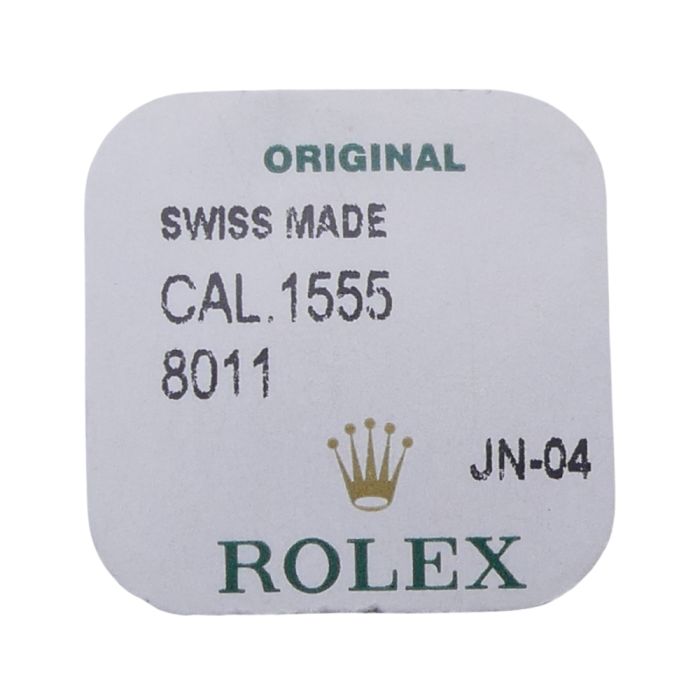 ORIGINAL
SWISS MADE
CAL.1555
8011
JN-04
ROLEX